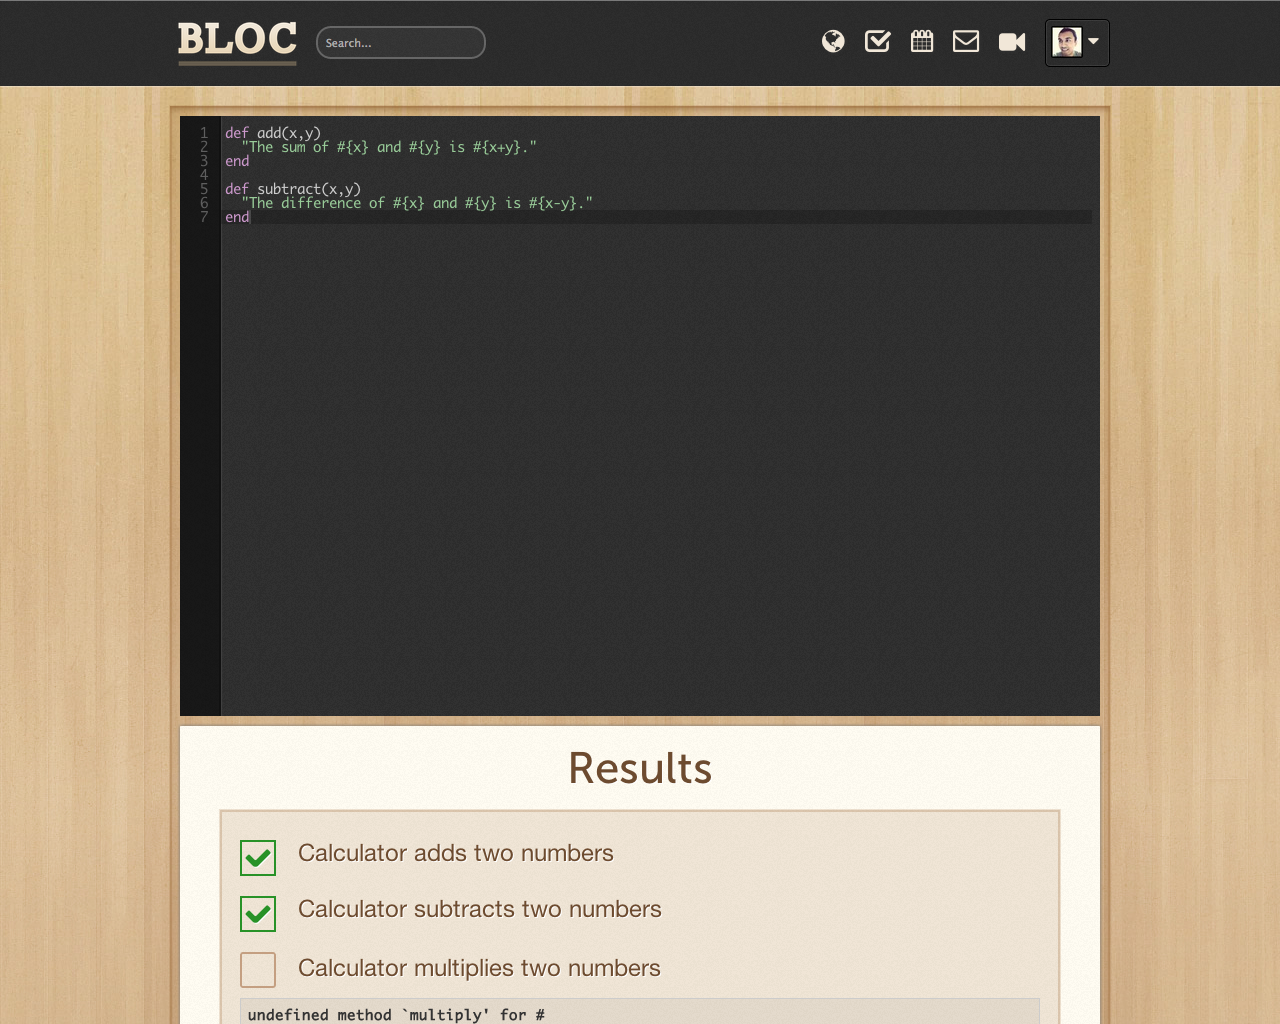 BLOC
Search...
1 def add(x,y)
2   "The sum of #{x} and #{y} is #{x+y}."
3 end
4
5 def subtract(x,y)
6   "The difference of #{x} and #{y} is #{x-y}."
7 end
Results
Calculator adds two numbers
Calculator subtracts two numbers
Calculator multiplies two numbers
undefined method `multiply' for #